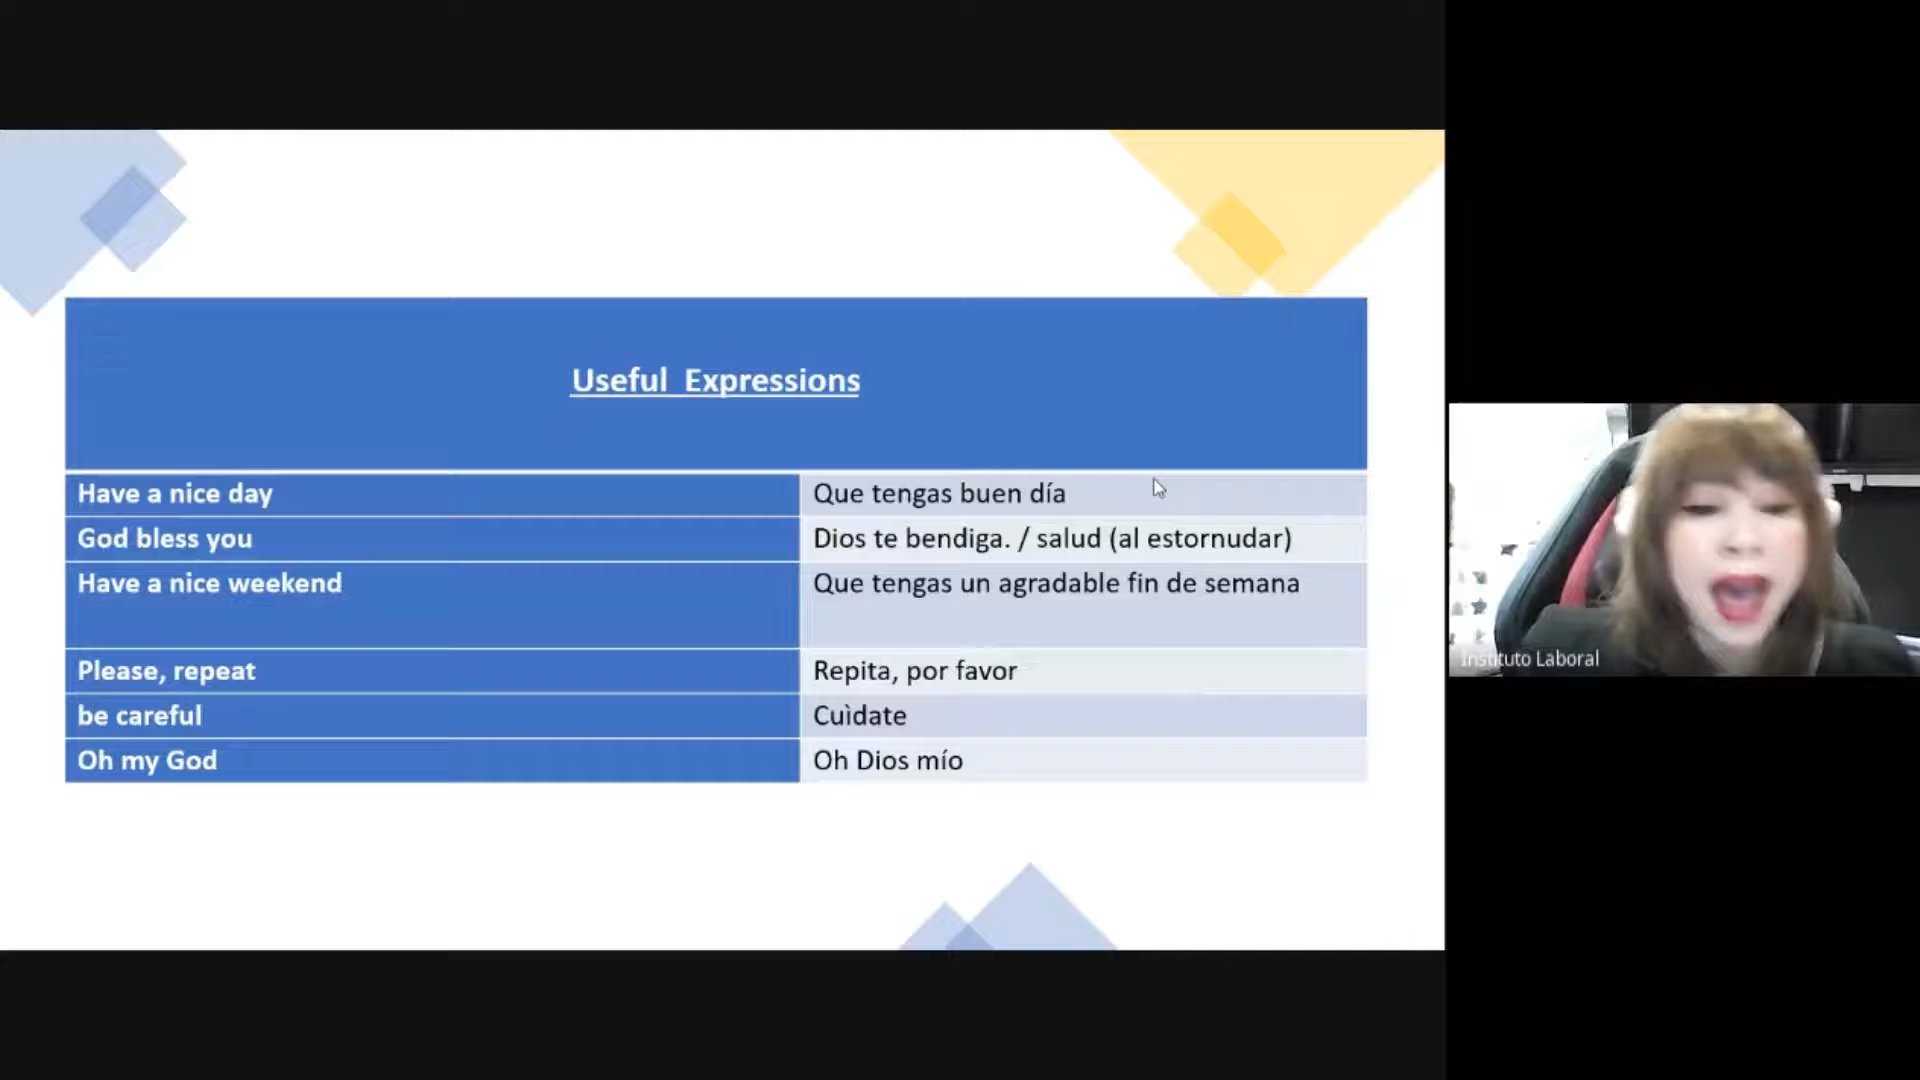 Useful Expressions
Have a nice day
Que tengas buen día
God bless you
Dios te bendiga. / salud (al estornudar)
Have a nice weekend
Que tengas un agradable fin de semana
Please, repeat
Repita, por favor
be careful
Cuìdate
Oh my God
Oh Dios mío
Instituto Laboral